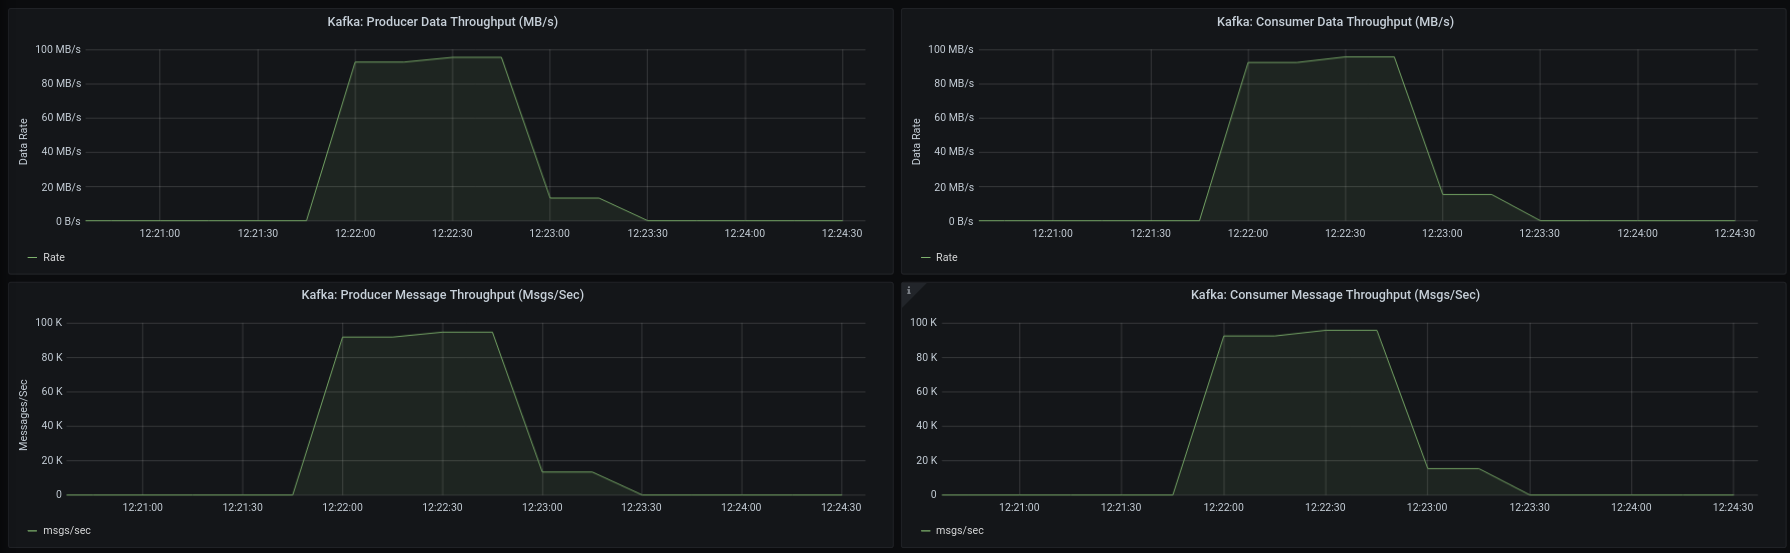 Kafka: Producer Data Throughput (MB/s)
100 MB/s
80 MB/s
60 MB/s
40 MB/s
20 MB/s
0 B/s
Data Rate
12:21:00 12:21:30 12:22:00 12:22:30 12:23:00 12:23:30 12:24:00 12:24:30
Rate
Kafka: Consumer Data Throughput (MB/s)
100 MB/s
80 MB/s
60 MB/s
40 MB/s
20 MB/s
0 B/s
Data Rate
12:21:00 12:21:30 12:22:00 12:22:30 12:23:00 12:23:30 12:24:00 12:24:30
Rate
Kafka: Producer Message Throughput (Msgs/Sec)
100 K
80 K
60 K
40 K
20 K
0
Messages/Sec
12:21:00 12:21:30 12:22:00 12:22:30 12:23:00 12:23:30 12:24:00 12:24:30
msgs/sec
i
Kafka: Consumer Message Throughput (Msgs/Sec)
100 K
80 K
60 K
40 K
20 K
0
12:21:00 12:21:30 12:22:00 12:22:30 12:23:00 12:23:30 12:24:00 12:24:30
msgs/sec